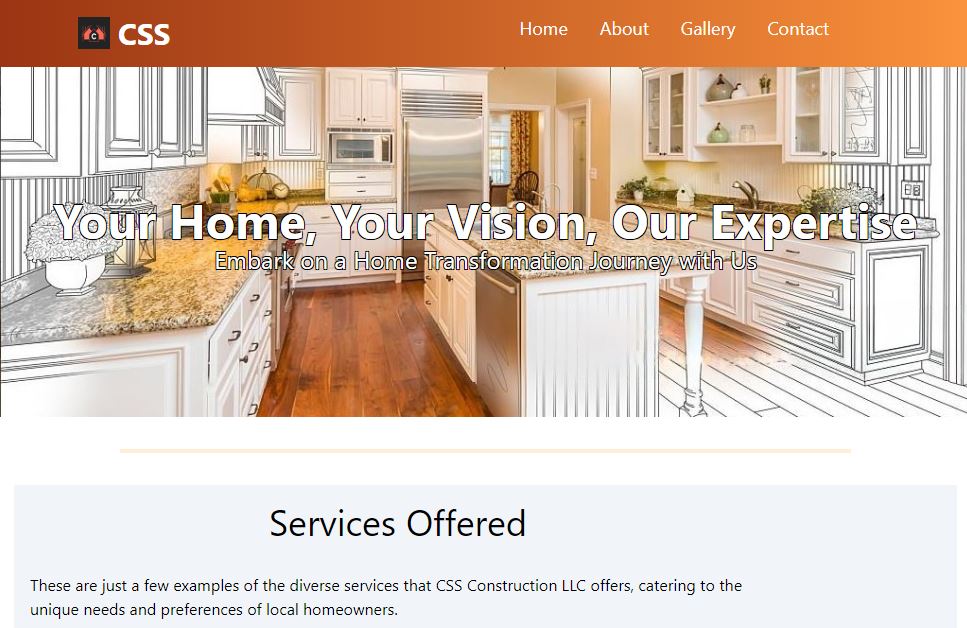 CSS
Home About Gallery Contact
Your Home, Your Vision, Our Expertise
Embark on a Home Transformation Journey with Us
Services Offered
These are just a few examples of the diverse services that CSS Construction LLC offers, catering to the
unique needs and preferences of local homeowners.